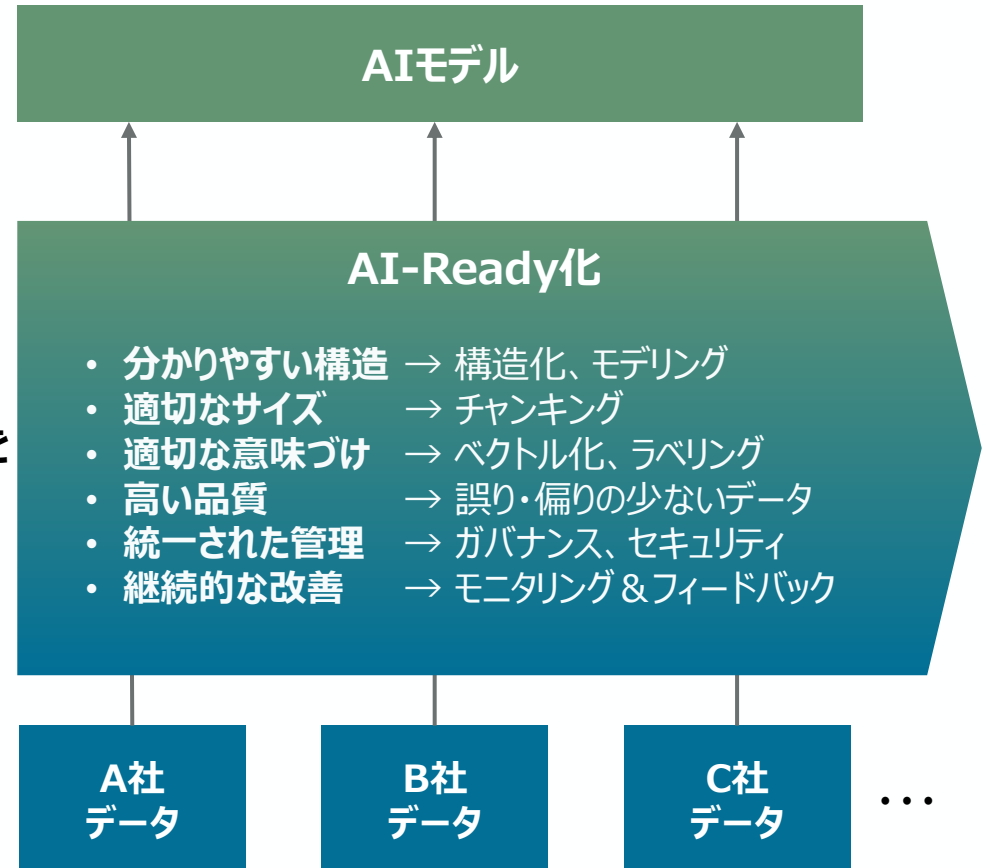 AIモデル
AI-Ready化
• 分かりやすい構造 → 構造化、モデリング
• 適切なサイズ → チャンキング
と
• 適切な意味づけ → ベクトル化、ラベリング
• 高い品質 → 誤り・偏りの少ないデータ
• 統一された管理 → ガバナンス、セキュリティ
• 継続的な改善 → モニタリング＆フィードバック
A社
データ
B社
データ
C社
データ
・・・